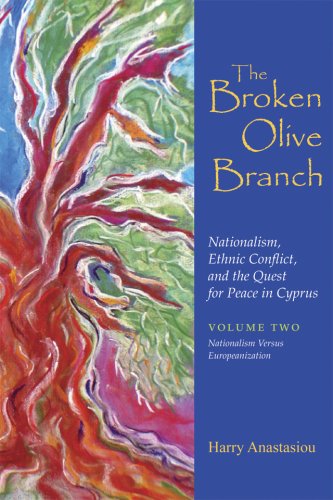 The
Broken
Olive
Branch
Nationalism,
Ethnic Conflict,
and the Quest
for Peace in Cyprus
VOLUME TWO
Nationalism Versus
Europeanization
Harry Anastasiou